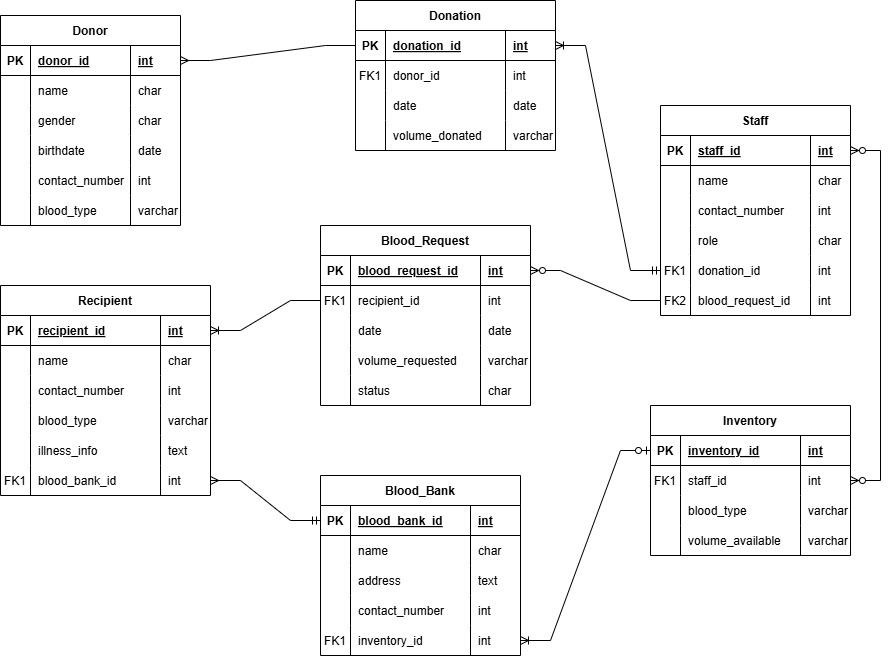 Donor
PK donor_id int
name char
gender char
birthdate date
contact_number int
blood_type varchar
Donation
PK donation_id int
FK1 donor_id int
date date
volume_donated varchar
Staff
PK staff_id int
name char
contact_number int
role char
FK1 donation_id int
FK2 blood_request_id int
Blood_Request
PK blood_request_id int
FK1 recipient_id int
date date
volume_requested varchar
status char
Recipient
PK recipient_id int
name char
contact_number int
blood_type varchar
illness_info text
FK1 blood_bank_id int
Inventory
PK inventory_id int
FK1 staff_id int
blood_type varchar
volume_available varchar
Blood_Bank
PK blood_bank_id int
name char
address text
contact_number int
FK1 inventory_id int